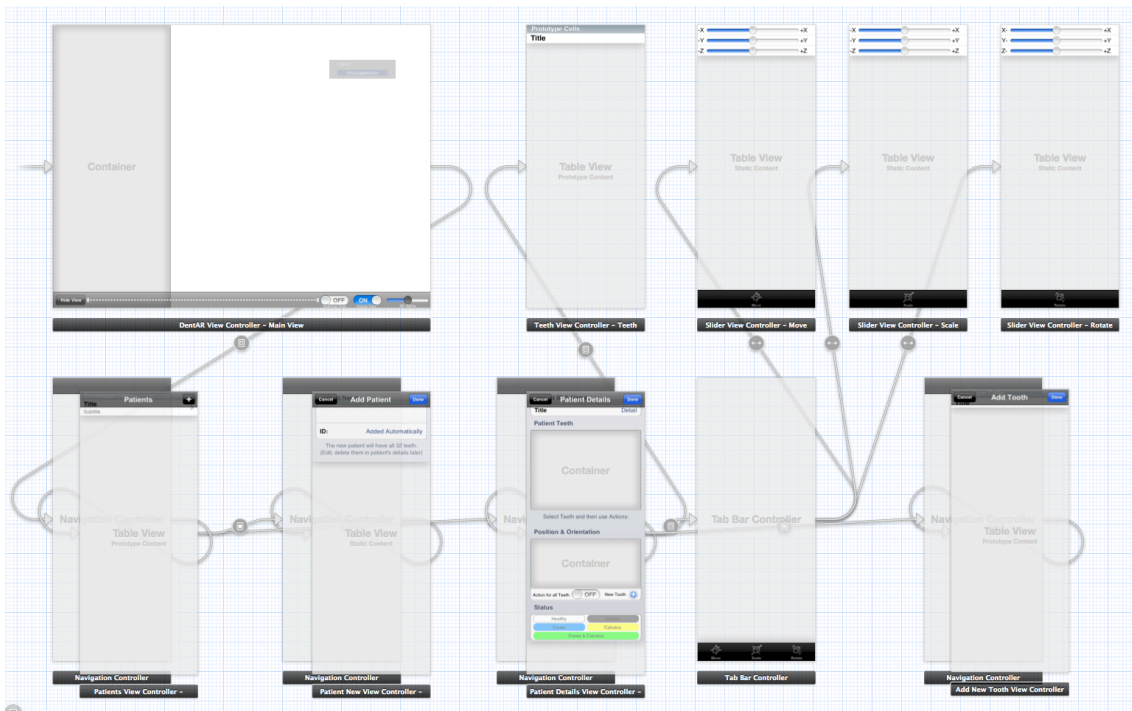 Container
Hide View
OFF
ON
DentAR View Controller - Main View
Prototype Cells
Title
Table View
Prototype Content
Teeth View Controller - Teeth
-X +X
-Y +Y
-Z +Z
Table View
Static Content
Move
Slider View Controller - Move
-X +X
-Y +Y
-Z +Z
Table View
Static Content
Scale
Slider View Controller - Scale
X- +X
Y- +Y
Z- +Z
Table View
Static Content
Rotate
Slider View Controller - Rotate
Patients +
Title
Subtitle
Navigation Controller
Table View
Prototype Content
Navigation Controller
Patients View Controller -
Cancel Add Patient Done
ID: Added Automatically
The new patient will have all 32 teeth.
(Edit, delete them in patient's details later)
Navigation Controller
Table View
Static Content
Navigation Controller
Patient New View Controller -
Cancel Patient Details Done
Title Detail
Patient Teeth
Container
Select Teeth and then use Actions:
Position & Orientation
Container
Action for all Teeth OFF New Tooth
Status
Healthy
Caries Calculus
Caries & Calculus
Navigation Controller
Patient Details View Controller -
Tab Bar Controller
Move Scale Rotate
Tab Bar Controller
Cancel Add Tooth Done
Table View
Prototype Content
Navigation Controller
Add New Tooth View Controller